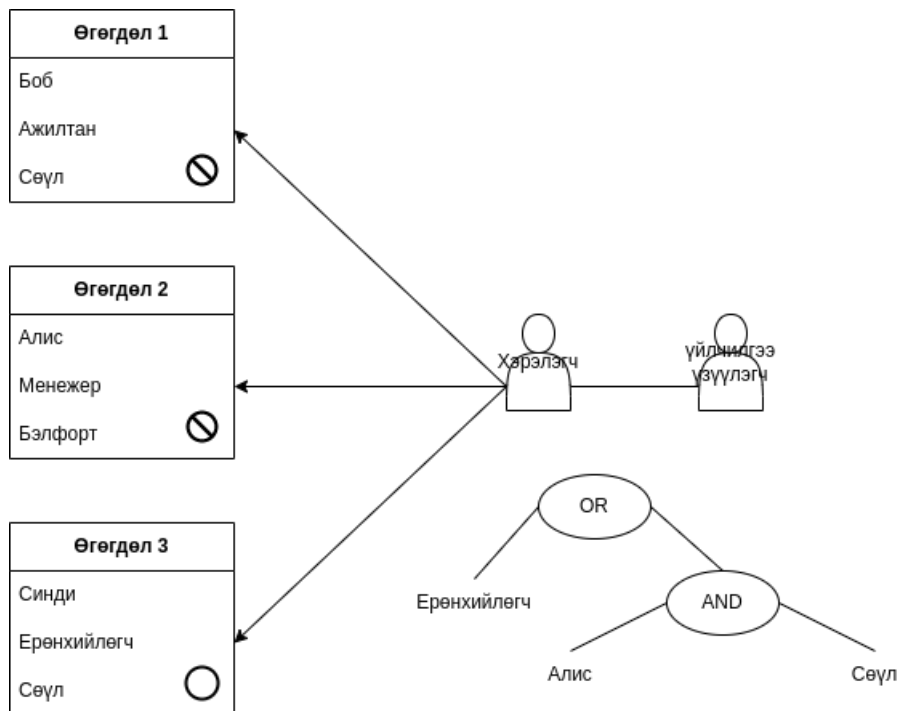 Өгөгдөл 1
Боб
Ажилтан
Сөүл
Өгөгдөл 2
Алис
Менежер
Бэлфорт
Өгөгдөл 3
Синди
Ерөнхийлөгч
Сөүл
Хэрэлэгч
үйлчилгээ
үзүүлэгч
OR
Ерөнхийлөгч
AND
Алис
Сөүл